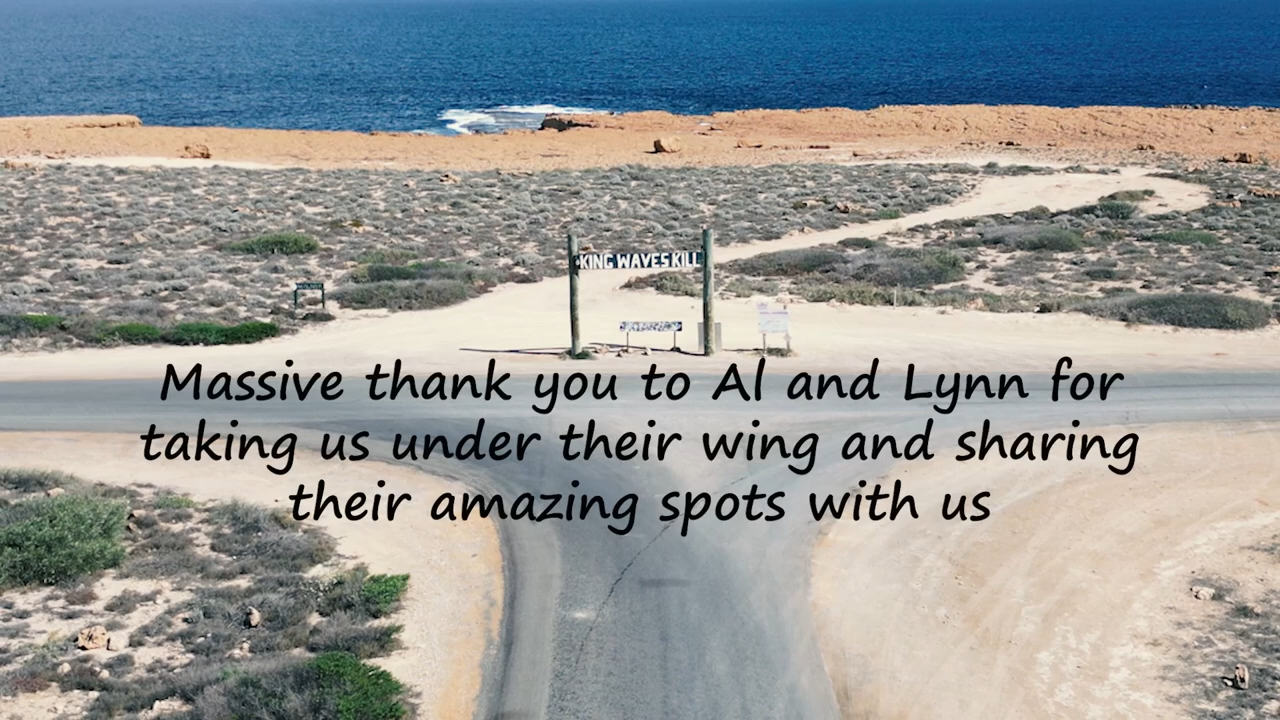 KING WAVES KILL
Massive thank you to Al and Lynn for
taking us under their wing and sharing
their amazing spots with us